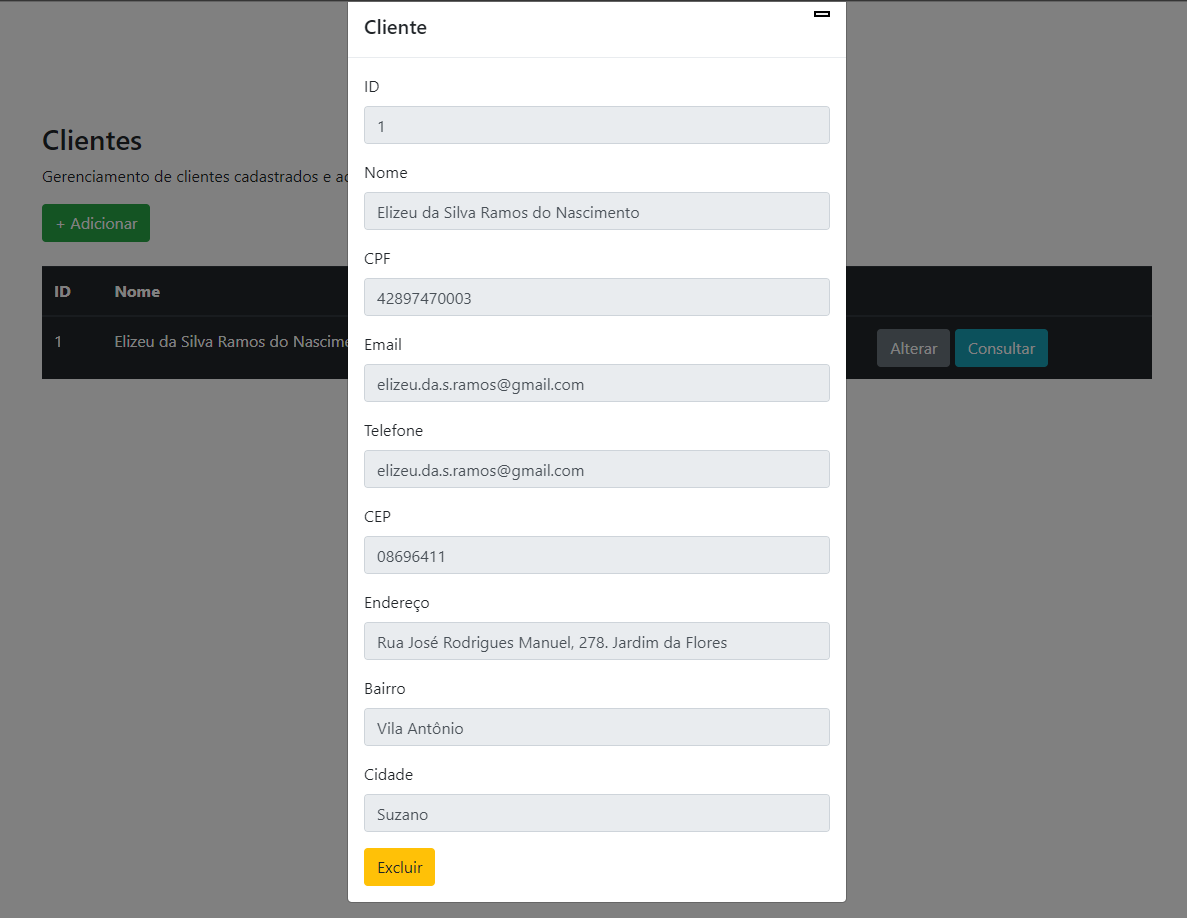 Cliente
ID
1
Nome
Elizeu da Silva Ramos do Nascimento
CPF
42897470003
Email
elizeu.da.s.ramos@gmail.com
Telefone
elizeu.da.s.ramos@gmail.com
CEP
08696411
Endereço
Rua José Rodrigues Manuel, 278. Jardim da Flores
Bairro
Vila Antônio
Cidade
Suzano
Excluir
Clientes
Gerenciamento de clientes cadastrados e
+ Adicionar
ID Nome
1 Elizeu da Silva Ramos do Alterar Consultar